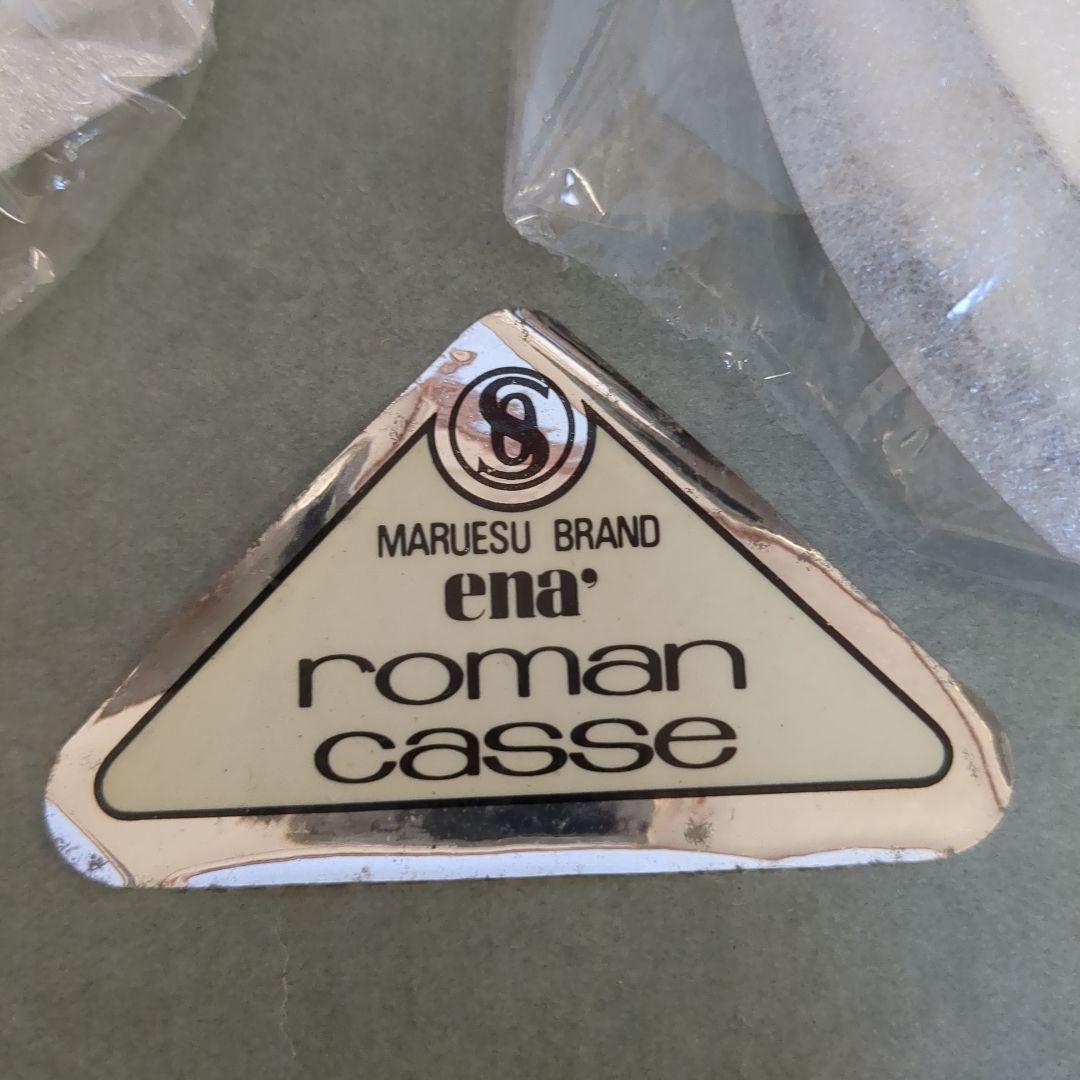 S
MARUESU BRAND
ena'
roman
casse